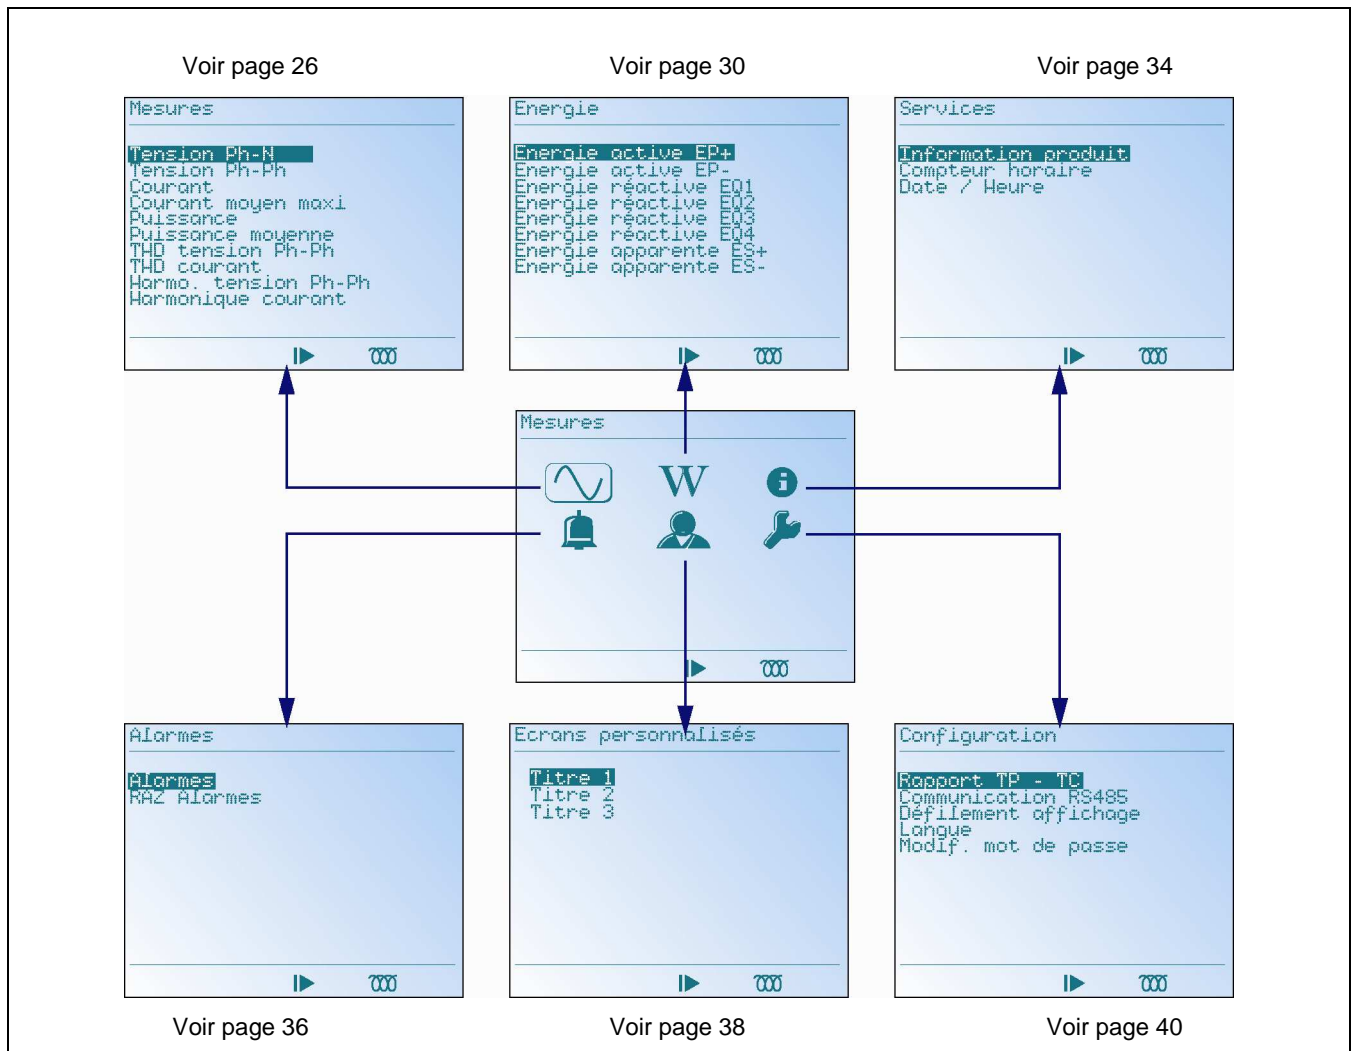 Voir page 26
Voir page 30
Voir page 34
Mesures
Tension Ph-N
Tension Ph-Ph
Courant
Courant moyen maxi
Puissance
Puissance moyenne
THD tension Ph-Ph
THD courant
Harmo. tension Ph-Ph
Harmonique courant
Energie
Energie active EP+
Energie active EP-
Energie réactive EQ1
Energie réactive EQ2
Energie réactive EQ3
Energie réactive EQ4
Energie apparente ES+
Energie apparente ES-
Services
Information produit
Compteur horaire
Date / Heure
Mesures
W
Alarmes
Alarmes
RAZ Alarmes
Ecrans personnalisés
Titre 1
Titre 2
Titre 3
Configuration
Rapport TP - TC
Communication RS485
Défilement affichage
Langue
Modif. mot de passe
Voir page 36
Voir page 38
Voir page 40